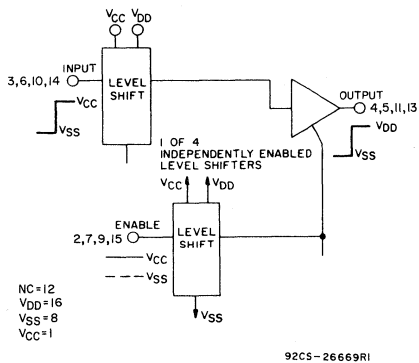 VCC VDD
INPUT
3,6,10,14
LEVEL
SHIFT
OUTPUT
4,5,11,13
VCC
VSS
VDD
VSS
1 OF 4
INDEPENDENTLY ENABLED
LEVEL SHIFTERS
VCC VDD
ENABLE
2,7,9,15
LEVEL
SHIFT
VCC
VSS
VSS
NC=12
VDD=16
VSS=8
VCC=1
92CS-26669R1